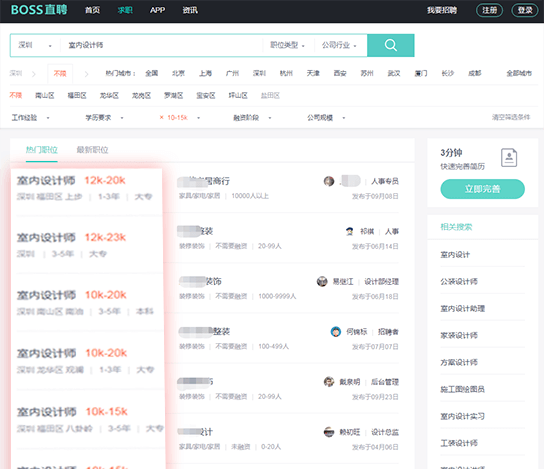 BOSS直聘 首页 求职 APP 资讯 我要招聘 注册 登录
深圳 室内设计师 职位类型 公司行业
深圳 不限 热门城市： 全国 北京 上海 广州 深圳 杭州 天津 西安 苏州 武汉 厦门 长沙 成都 全部城市
不限 南山区 福田区 龙华区 龙岗区 罗湖区 宝安区 坪山区 盐田区
工作经验 学历要求 × 10-15k 融资阶段 公司规模 清空筛选条件
热门职位 最新职位
室内设计师 12k-20k 居商行 人事专员
深圳 福田区 上步 1-3年 大专 家具/家电/家居 10000人以上 发布于09月08日
室内设计师 12k-23k 整装 祁祺 人事
深圳 3-5年 大专 装修装饰 不需要融资 20-99人 发布于06月14日
室内设计师 10k-20k 装饰 易继江 设计部经理
深圳 南山区 南油 3-5年 本科 装修装饰 不需要融资 1000-9999人 发布于06月18日
室内设计师 10k-20k 整装 何锦标 招聘者
深圳 龙华区 观澜 1-3年 大专 装修装饰 不需要融资 100-499人 发布于07月07日
室内设计师 10k-15k 戴泉明 后台管理
深圳 福田区 八卦岭 3-5年 大专 装修装饰 不需要融资 20-99人 发布于09月23日
设计 赖初旺 设计总监
家具/家电/家居 未融资 0-20人 发布于04月06日
3分钟
快速完善简历
立即完善
相关搜索
室内设计
公装设计师
室内设计助理
家装设计师
方案设计师
施工图绘图员
室内设计实习
工装设计师